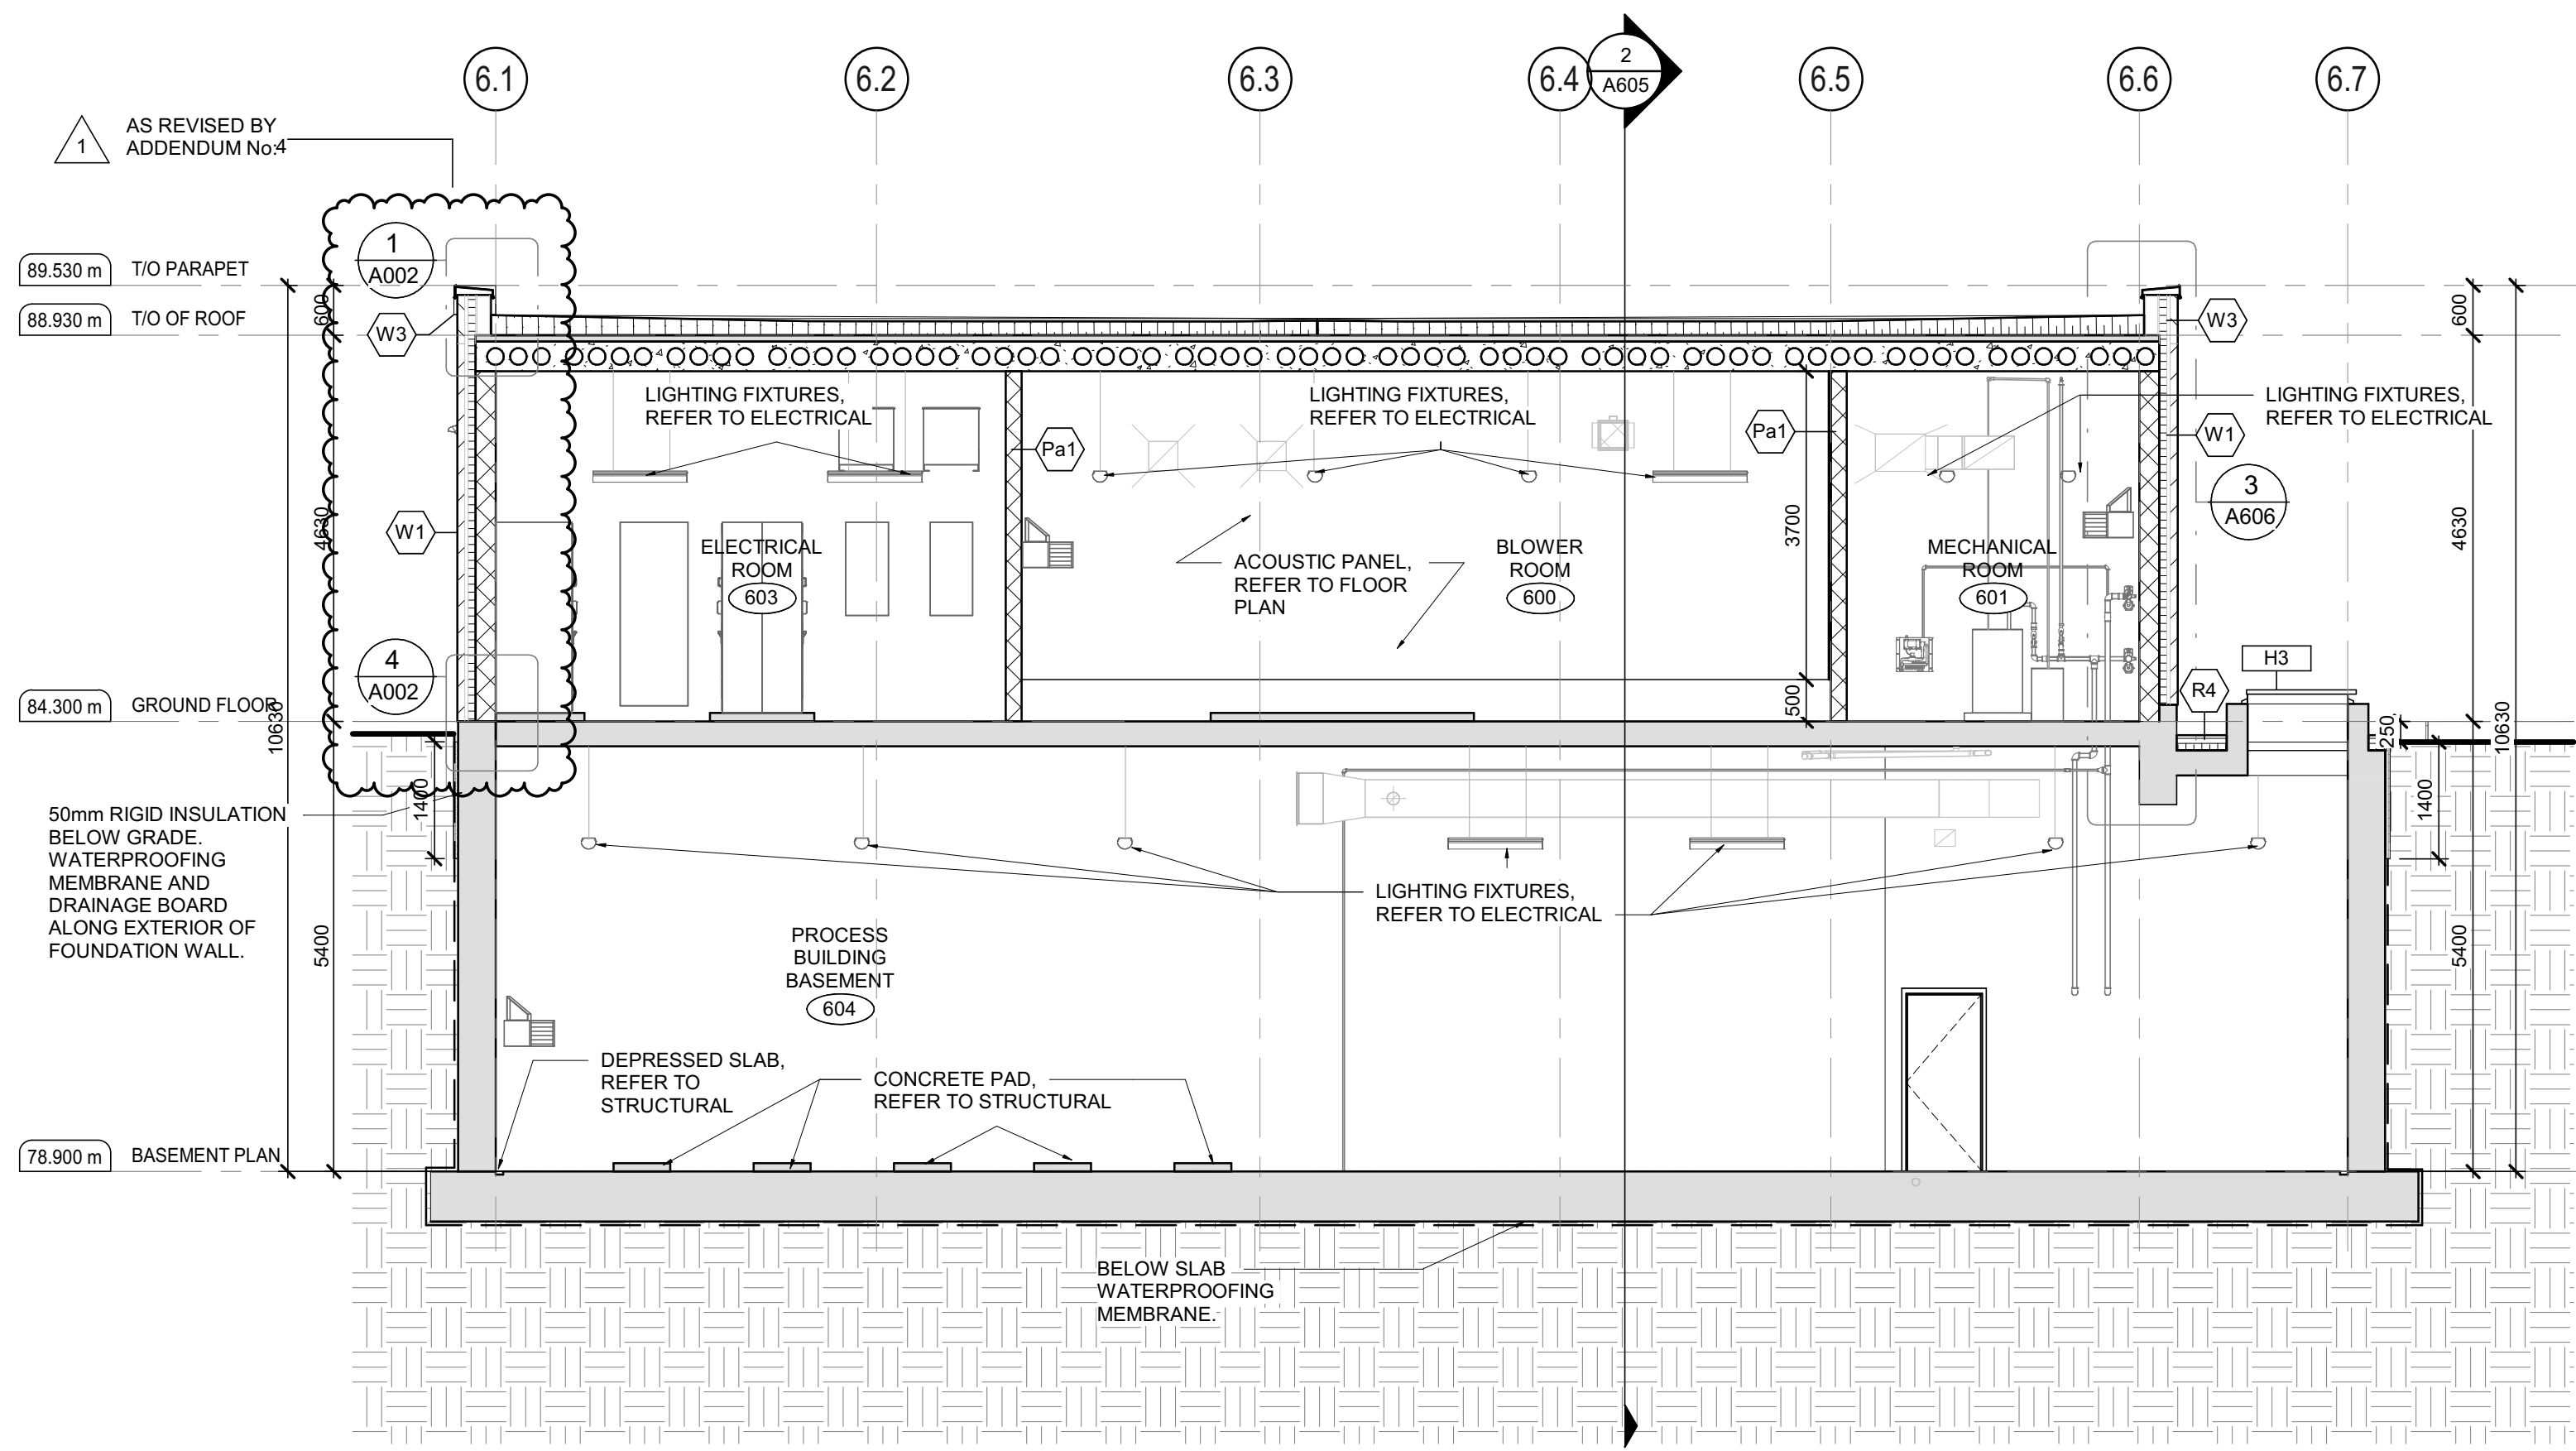 6.1
6.2
6.3
6.4
2
A605
6.5
6.6
6.7
1
AS REVISED BY
ADDENDUM No:4
1
A002
89.530 m
T/O PARAPET
88.930 m
T/O OF ROOF
600
W3
W3
600
LIGHTING FIXTURES,
REFER TO ELECTRICAL
LIGHTING FIXTURES,
REFER TO ELECTRICAL
LIGHTING FIXTURES,
REFER TO ELECTRICAL
Pa1
Pa1
W1
W1
3
A606
4630
3700
4630
ELECTRICAL
ROOM
603
ACOUSTIC PANEL,
REFER TO FLOOR
PLAN
BLOWER
ROOM
600
MECHANICAL
ROOM
601
4
A002
H3
R4
84.300 m
GROUND FLOOR
10630
500
250
10630
1400
1400
50mm RIGID INSULATION
BELOW GRADE.
WATERPROOFING
MEMBRANE AND
DRAINAGE BOARD
ALONG EXTERIOR OF
FOUNDATION WALL.
LIGHTING FIXTURES,
REFER TO ELECTRICAL
5400
5400
PROCESS
BUILDING
BASEMENT
604
DEPRESSED SLAB,
REFER TO
STRUCTURAL
CONCRETE PAD,
REFER TO STRUCTURAL
78.900 m
BASEMENT PLAN
BELOW SLAB
WATERPROOFING
MEMBRANE.